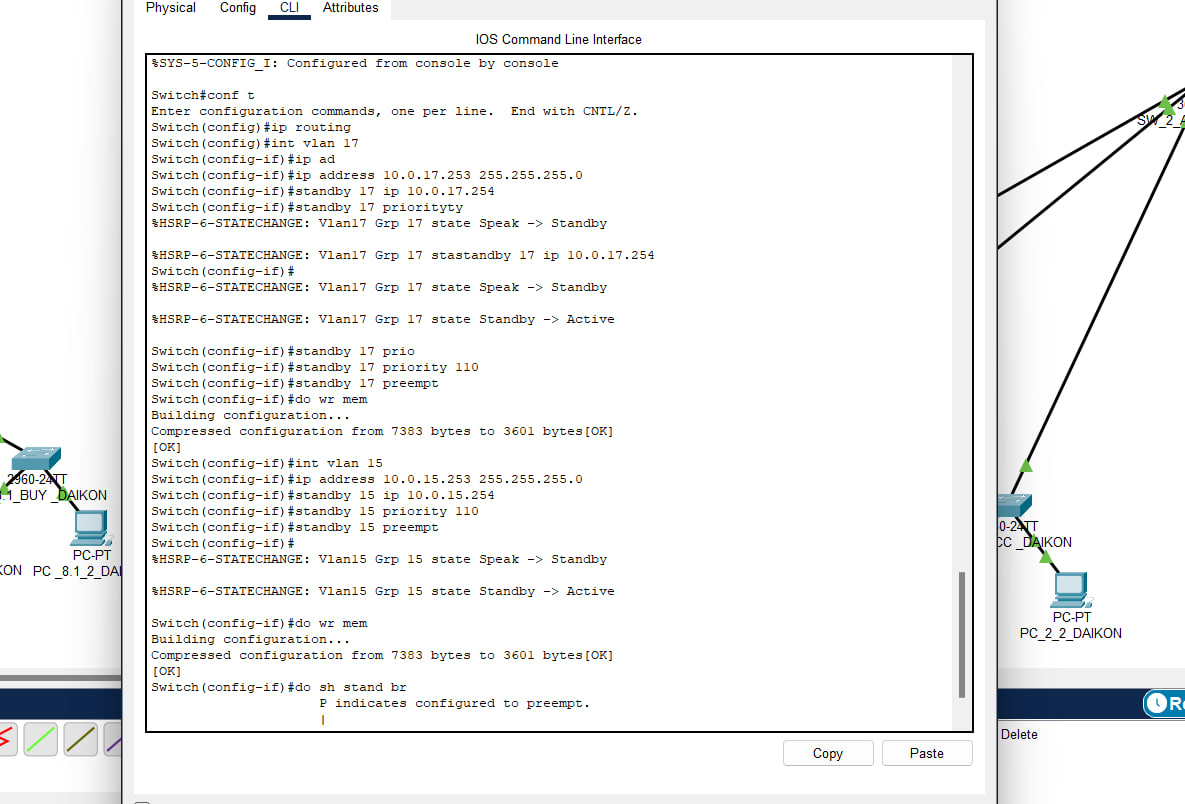 Physical Config CLI Attributes
IOS Command Line Interface
%SYS-5-CONFIG_I: Configured from console by console
Switch#conf t
Enter configuration commands, one per line.  End with CNTL/Z.
Switch(config)#ip routing
Switch(config)#int vlan 17
Switch(config-if)#ip ad
Switch(config-if)#ip address 10.0.17.253 255.255.255.0
Switch(config-if)#standby 17 ip 10.0.17.254
Switch(config-if)#standby 17 priorityty
%HSRP-6-STATECHANGE: Vlan17 Grp 17 state Speak -> Standby
%HSRP-6-STATECHANGE: Vlan17 Grp 17 stastandby 17 ip 10.0.17.254
Switch(config-if)#
%HSRP-6-STATECHANGE: Vlan17 Grp 17 state Speak -> Standby
%HSRP-6-STATECHANGE: Vlan17 Grp 17 state Standby -> Active
Switch(config-if)#standby 17 prio
Switch(config-if)#standby 17 priority 110
Switch(config-if)#standby 17 preempt
Switch(config-if)#do wr mem
Building configuration...
Compressed configuration from 7383 bytes to 3601 bytes[OK]
[OK]
Switch(config-if)#int vlan 15
Switch(config-if)#ip address 10.0.15.253 255.255.255.0
Switch(config-if)#standby 15 ip 10.0.15.254
Switch(config-if)#standby 15 priority 110
Switch(config-if)#standby 15 preempt
Switch(config-if)#
%HSRP-6-STATECHANGE: Vlan15 Grp 15 state Speak -> Standby
%HSRP-6-STATECHANGE: Vlan15 Grp 15 state Standby -> Active
Switch(config-if)#do wr mem
Building configuration...
Compressed configuration from 7383 bytes to 3601 bytes[OK]
[OK]
Switch(config-if)#do sh stand br
P indicates configured to preempt.
|
Copy Paste
2960-24TT
.1_BUY _DAIKON
PC-PT
KON PC _8.1_2_DAI
SW_2_A
0-24TT
CC _DAIKON
PC-PT
PC_2_2_DAIKON
Re
Delete